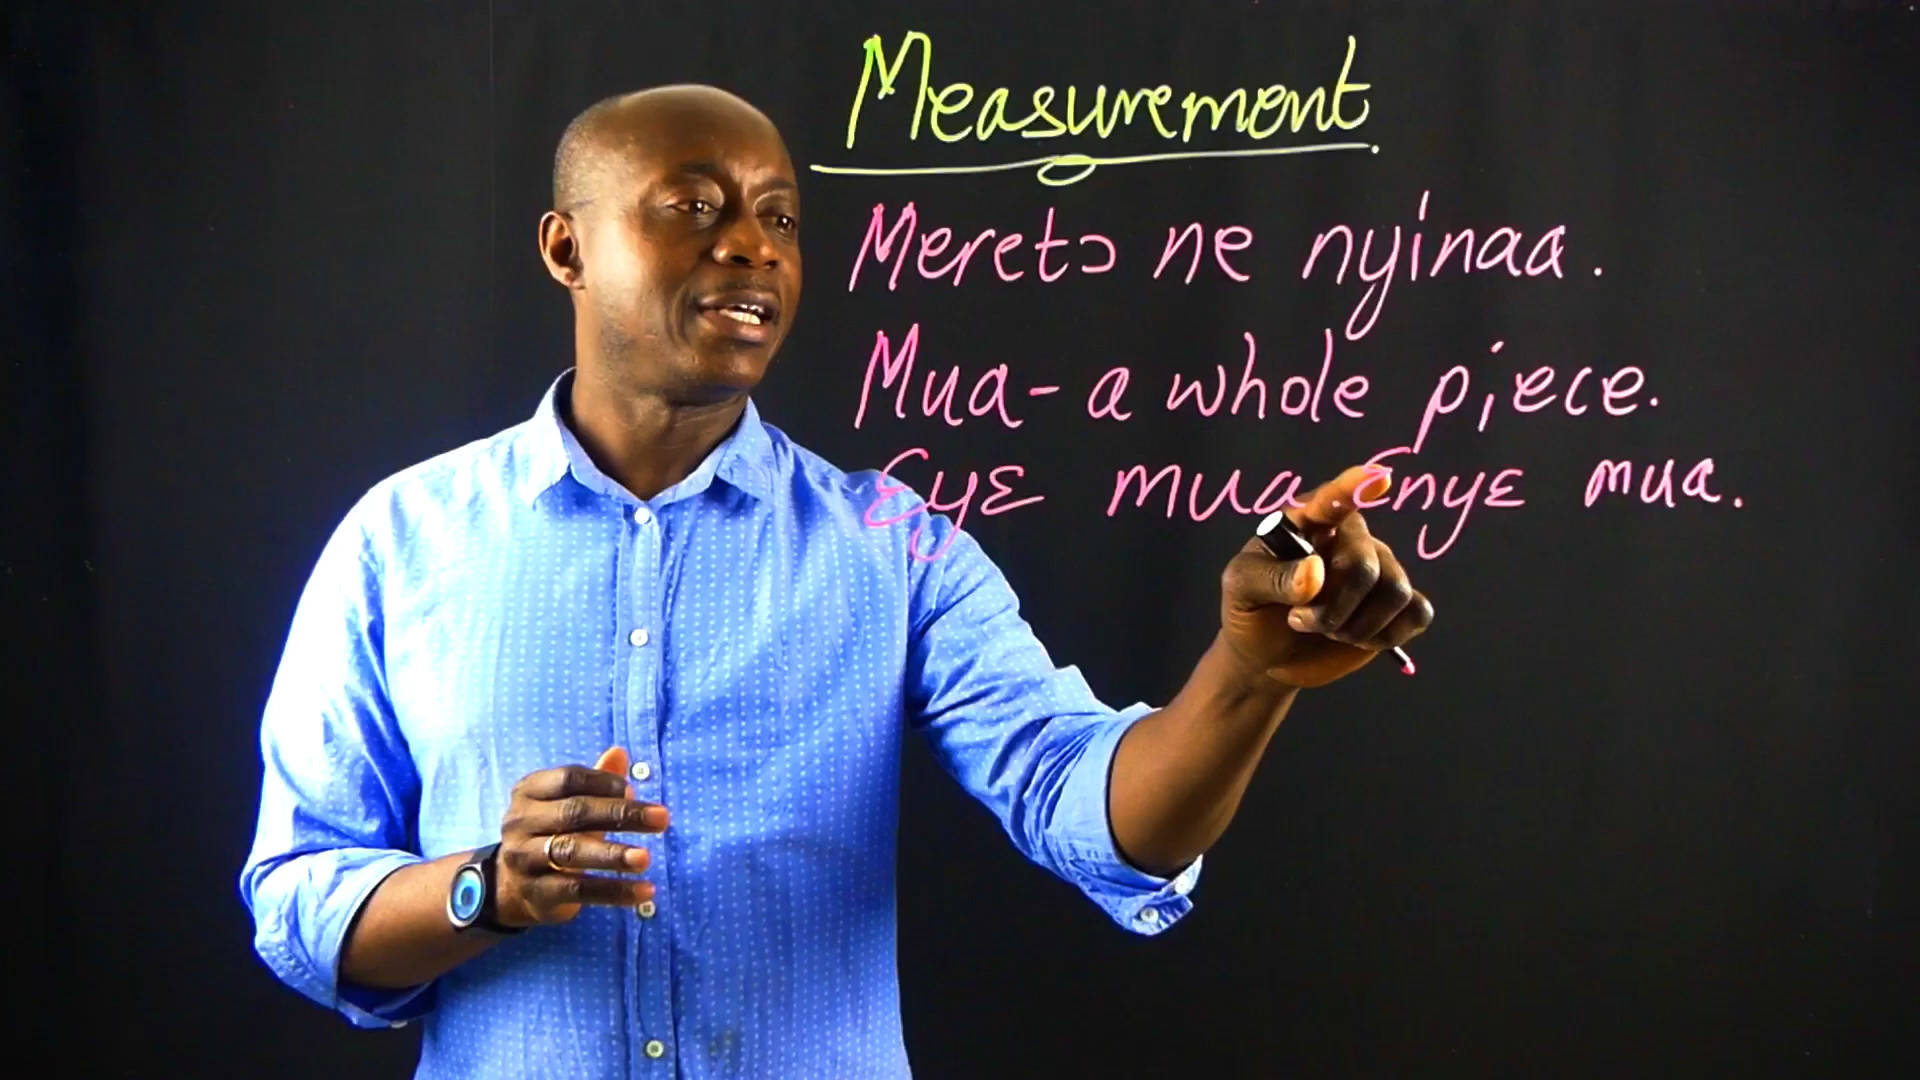 Measurement
Meretɔ ne nyinaa.
Mua - a whole piece.
Ɛyɛ mua. Ɛnyɛ mua.